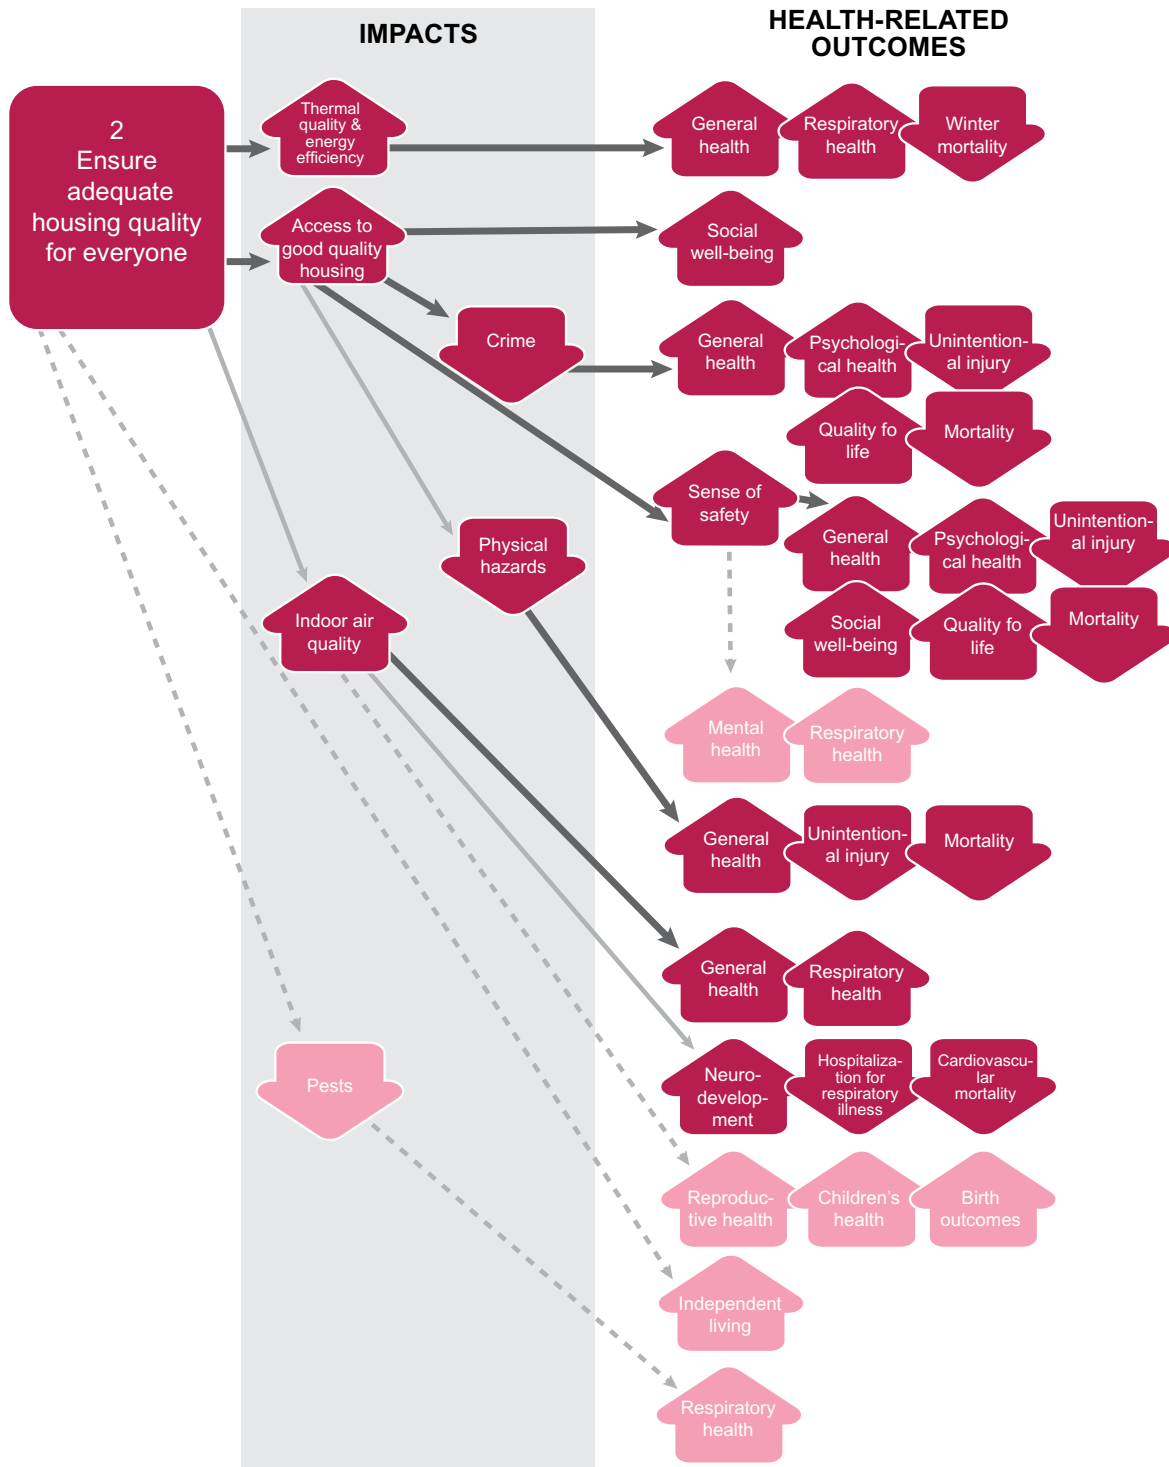 IMPACTS
HEALTH-RELATED
OUTCOMES
2
Ensure
adequate
housing quality
for everyone
Thermal
quality &
energy
efficiency
General
health
Respiratory
health
Winter
mortality
Access to
good quality
housing
Social
well-being
Crime
General
health
Psychologi-
cal health
Unintention-
al injury
Quality fo
life
Mortality
Sense of
safety
General
health
Psychologi-
cal health
Unintention-
al injury
Physical
hazards
Indoor air
quality
Social
well-being
Quality fo
life
Mortality
Mental
health
Respiratory
health
General
health
Unintention-
al injury
Mortality
General
health
Respiratory
health
Neuro-
develop-
ment
Hospitaliza-
tion for
respiratory
illness
Cardiovascu-
lar
mortality
Pests
Reproduc-
tive health
Children's
health
Birth
outcomes
Independent
living
Respiratory
health